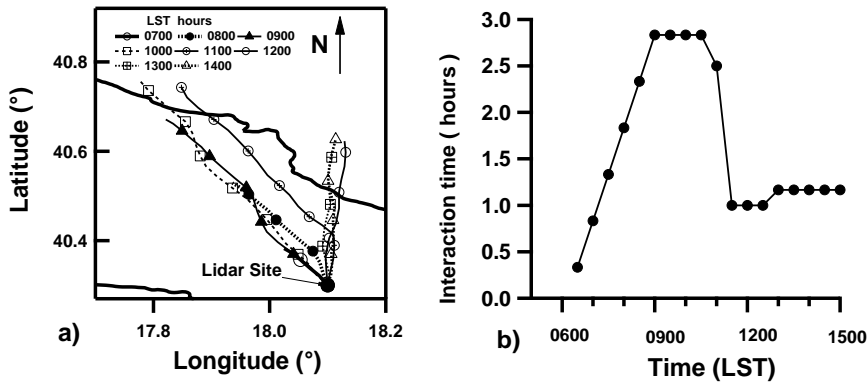 LST hours
0700 0800 0900
1000 1100 1200
1300 1400
N
40.8
40.6
40.4
Latitude (°)
Lidar Site
17.8 18.0 18.2
a)
Longitude (°)
3.0
2.5
2.0
1.5
1.0
0.5
0.0
Interaction time ( hours )
0600 0900 1200 1500
b)
Time (LST)